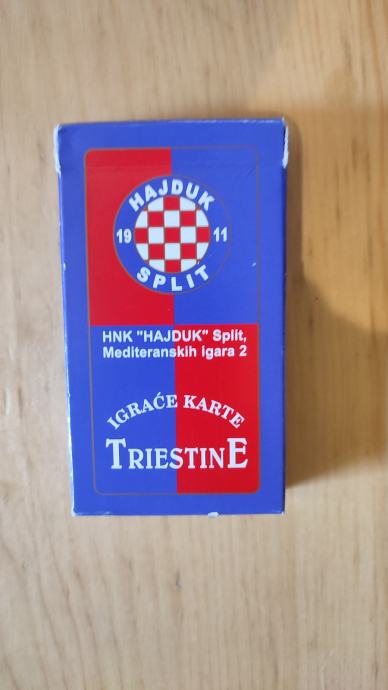 HAJDUK
19 11
SPLIT
HNK "HAJDUK" Split,
Mediteranskih igara 2
IGRAĆE KARTE
TRIESTINE